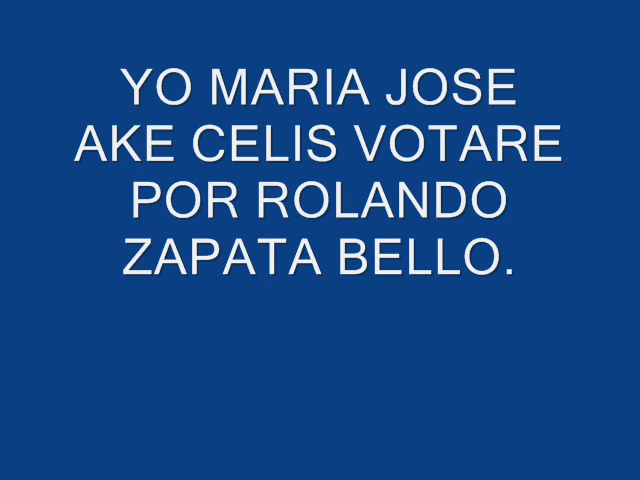 YO MARIA JOSE
AKE CELIS VOTARE
POR ROLANDO
ZAPATA BELLO.